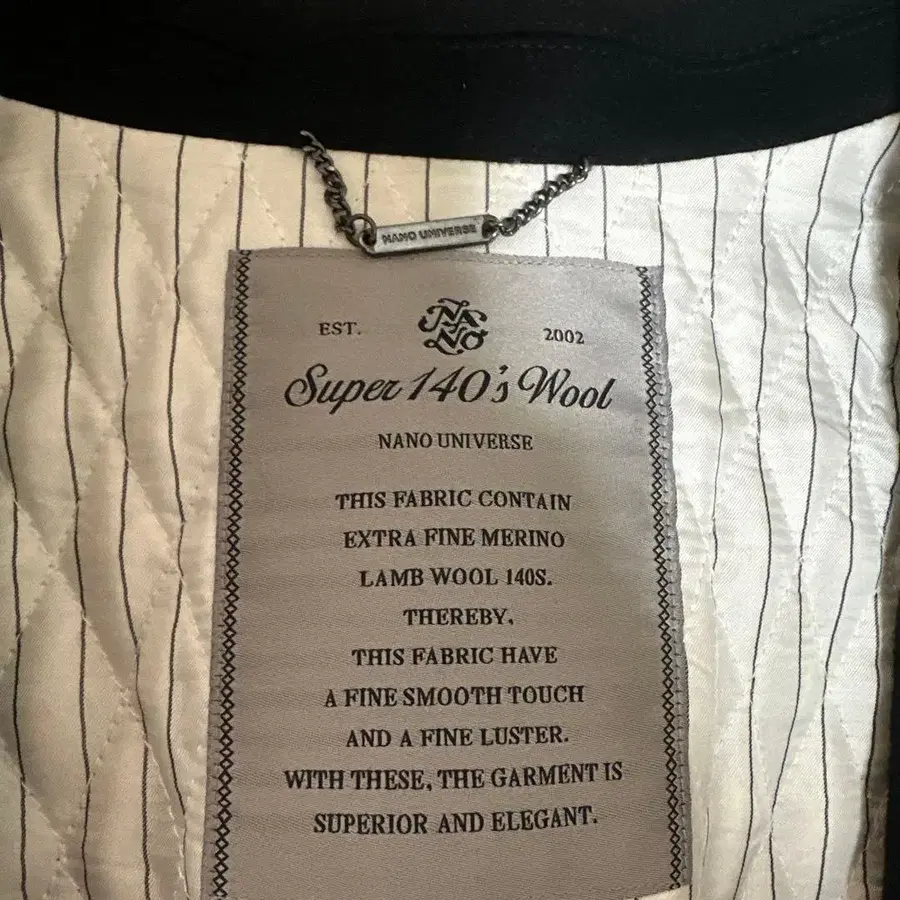 NANO UNIVERSE
EST. NANO 2002
Super 140's Wool
NANO UNIVERSE
THIS FABRIC CONTAIN
EXTRA FINE MERINO
LAMB WOOL 140S.
THEREBY,
THIS FABRIC HAVE
A FINE SMOOTH TOUCH
AND A FINE LUSTER.
WITH THESE, THE GARMENT IS
SUPERIOR AND ELEGANT.